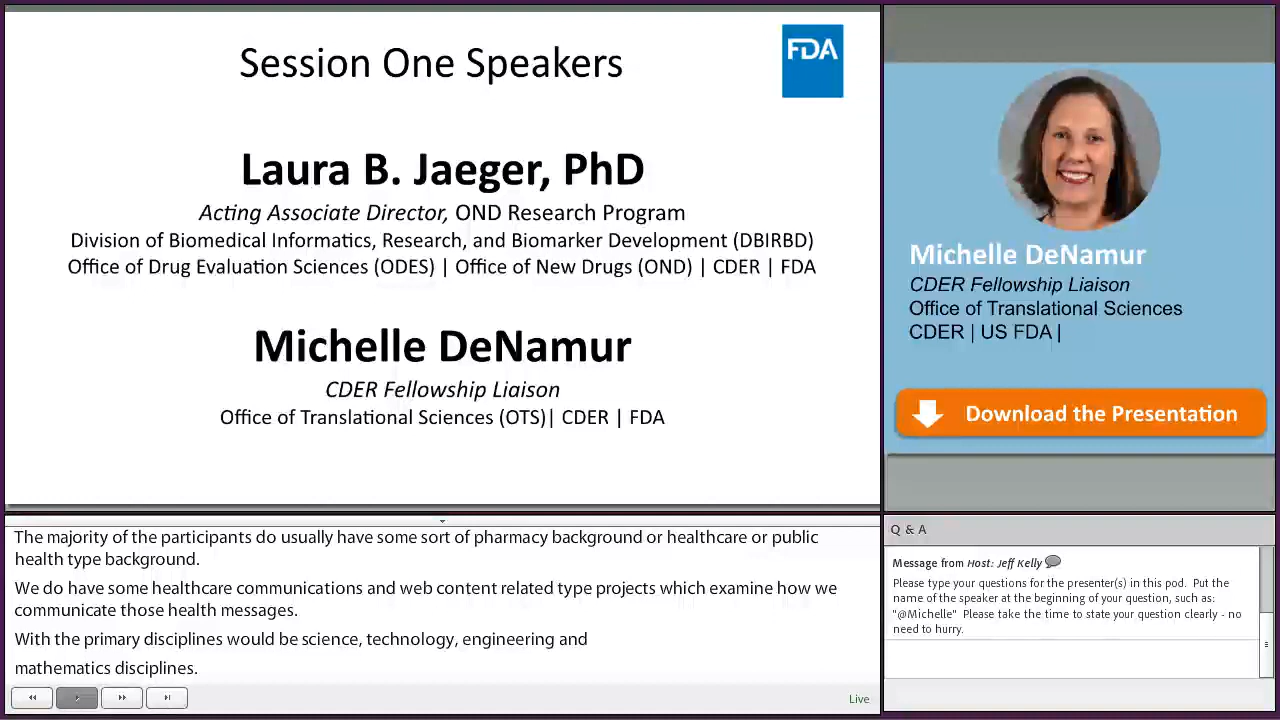 Session One Speakers
FDA
Laura B. Jaeger, PhD
Acting Associate Director, OND Research Program
Division of Biomedical Informatics, Research, and Biomarker Development (DBIRBD)
Office of Drug Evaluation Sciences (ODES) | Office of New Drugs (OND) | CDER | FDA
Michelle DeNamur
CDER Fellowship Liaison
Office of Translational Sciences (OTS)| CDER | FDA
Michelle DeNamur
CDER Fellowship Liaison
Office of Translational Sciences
CDER | US FDA |
Download the Presentation
The majority of the participants do usually have some sort of pharmacy background or healthcare or public
health type background.
We do have some healthcare communications and web content related type projects which examine how we
communicate those health messages.
With the primary disciplines would be science, technology, engineering and
mathematics disciplines.
Live
Q & A
Message from Host: Jeff Kelly
Please type your questions for the presenter(s) in this pod. Put the
name of the speaker at the beginning of your question, such as:
"@Michelle" Please take the time to state your question clearly - no
need to hurry.